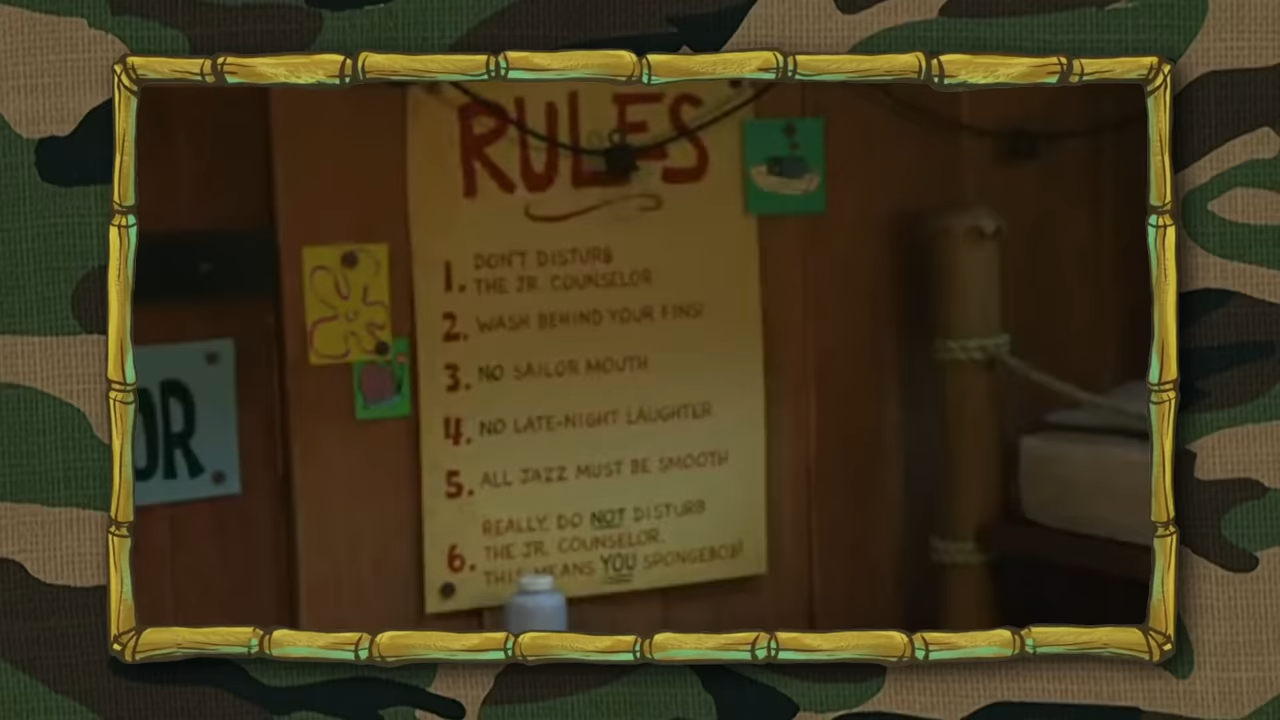 RULES
1. DON'T DISTURB
THE JR. COUNSELOR
2. WASH BEHIND YOUR FINS!
3. NO SAILOR MOUTH
4. NO LATE-NIGHT LAUGHTER
5. ALL JAZZ MUST BE SMOOTH
REALLY, DO NOT DISTURB
6. THE JR. COUNSELOR.
THIS MEANS YOU SPONGEBOB!
OR